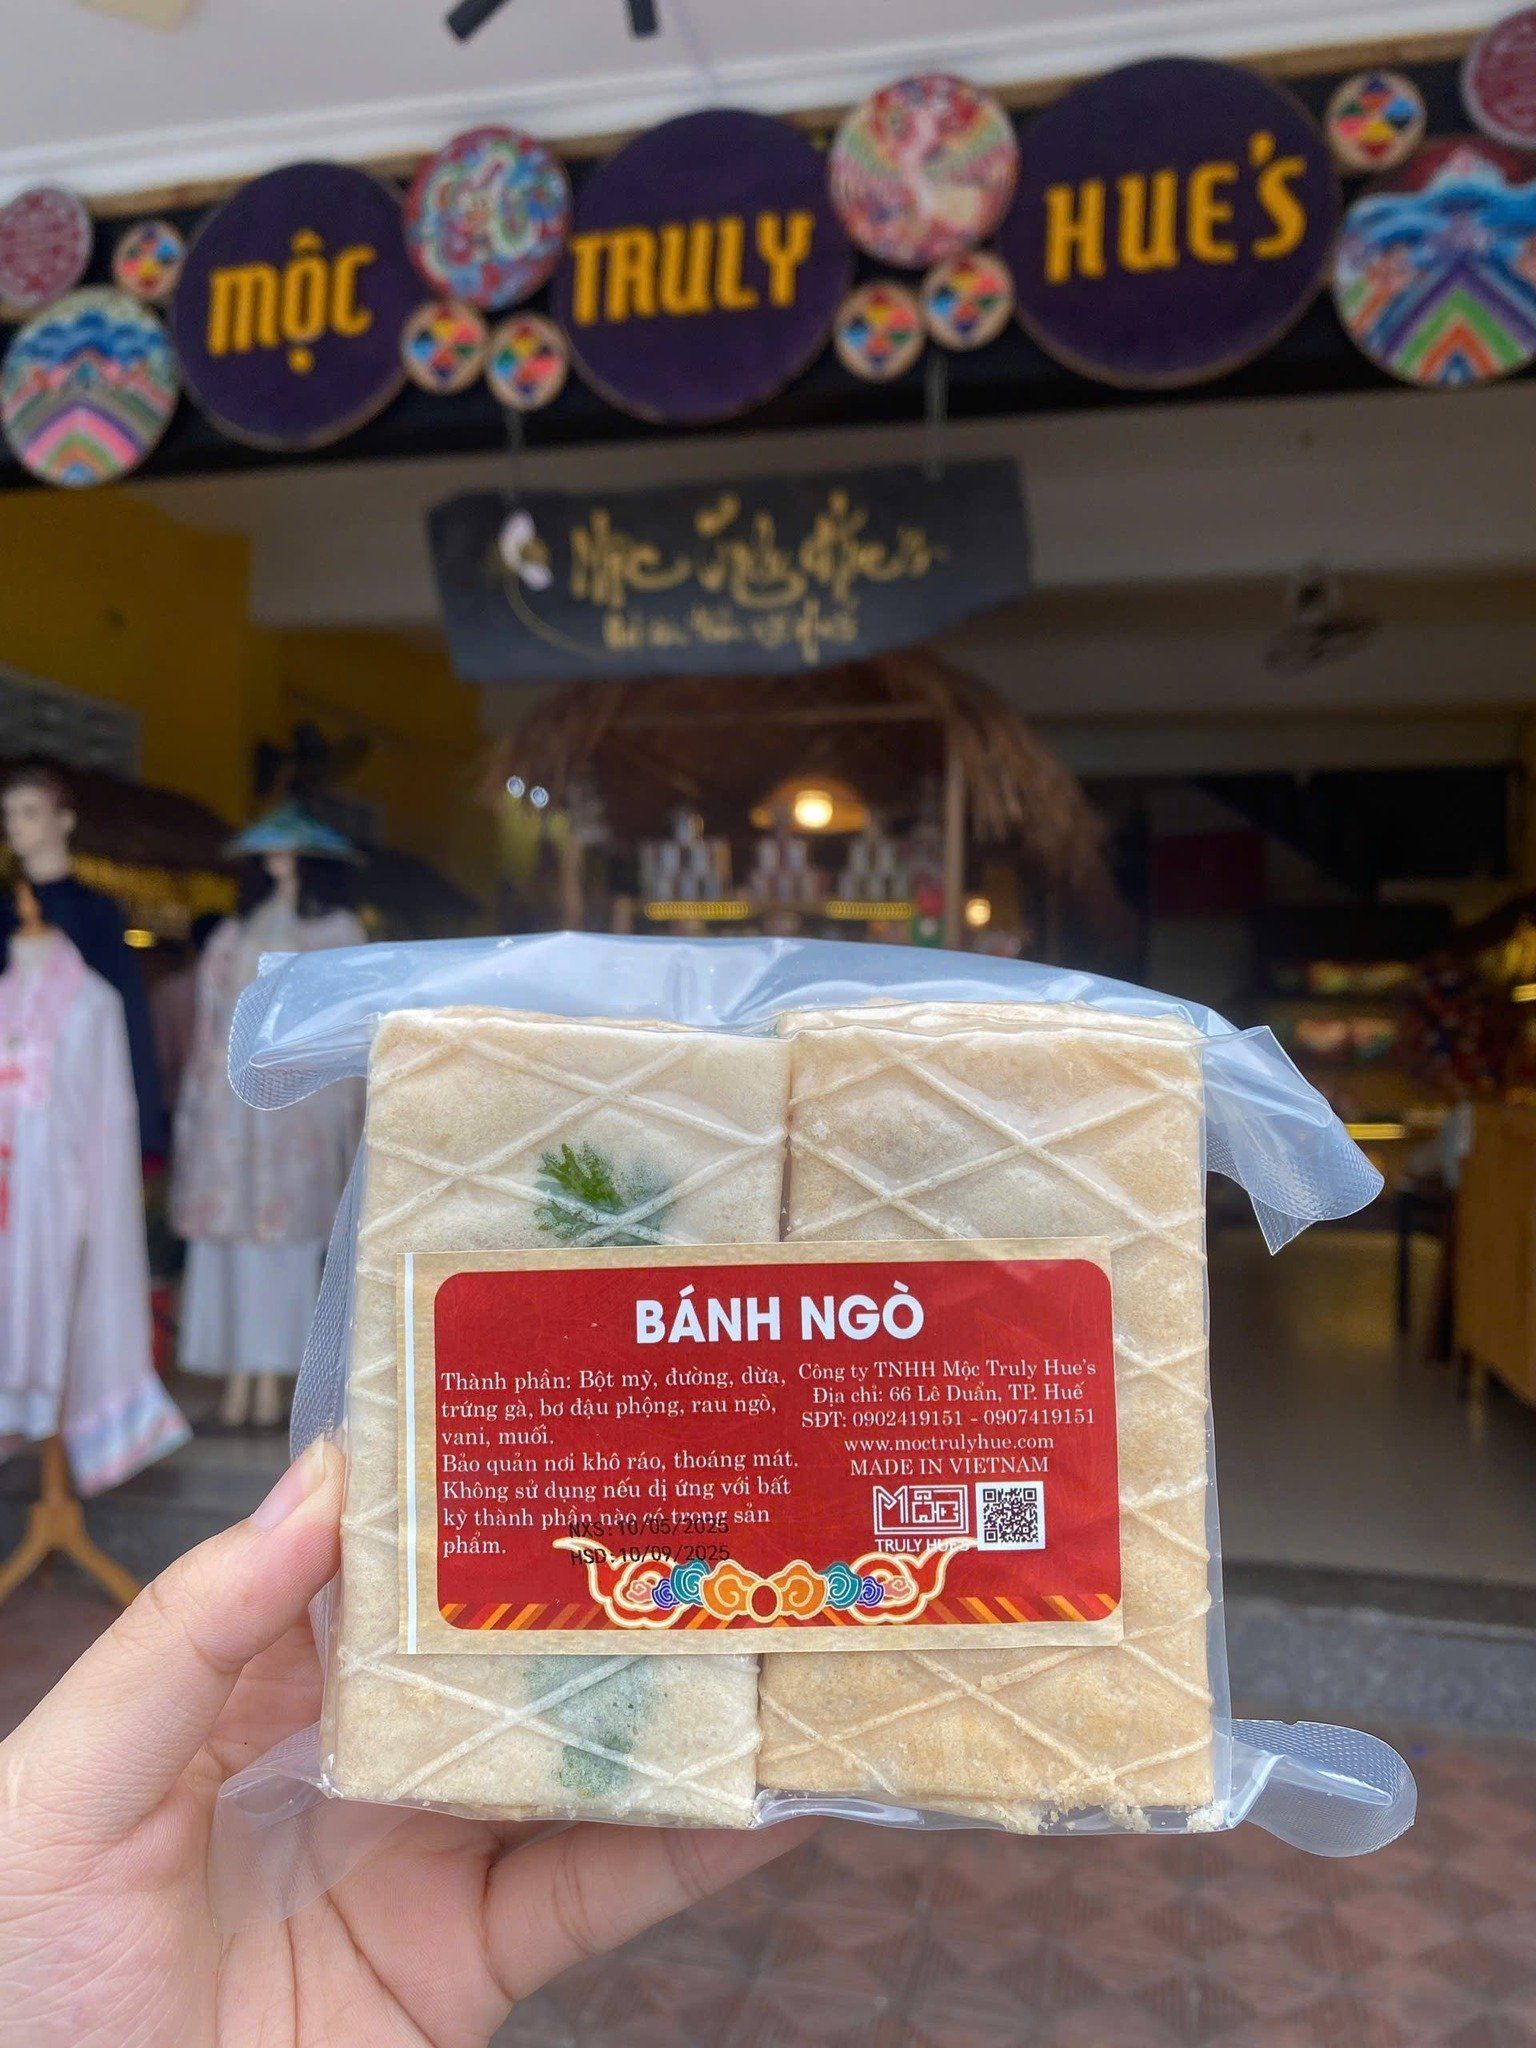 MỘC
TRULY
HUE'S
BÁNH NGÒ
Thành phần: Bột mỳ, đường, dừa,
trứng gà, bơ đậu phộng, rau ngò,
vani, muối.
Bảo quản nơi khô ráo, thoáng mát.
Không sử dụng nếu dị ứng với bất
kỳ thành phần nào có trong sản
phẩm.
NXS:10/05/2025
HSD:10/09/2025
Công ty TNHH Mộc Truly Hue's
Địa chỉ: 66 Lê Duẩn, TP. Huế
SĐT: 0902419151 - 0907419151
www.moctrulyhue.com
MADE IN VIETNAM
MỘC
TRULY HUE'S